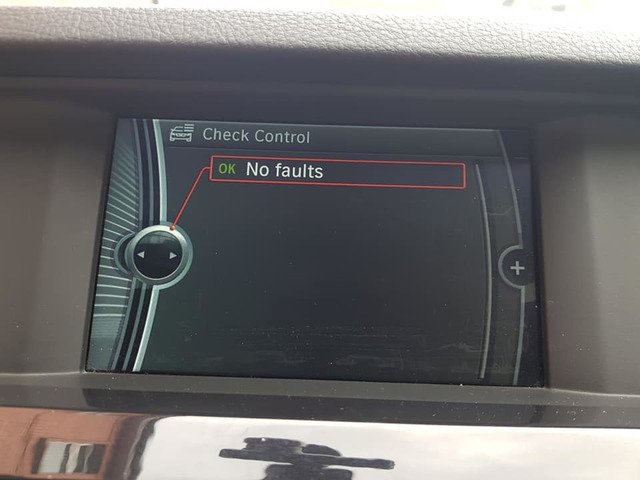 Check Control
OK No faults
+